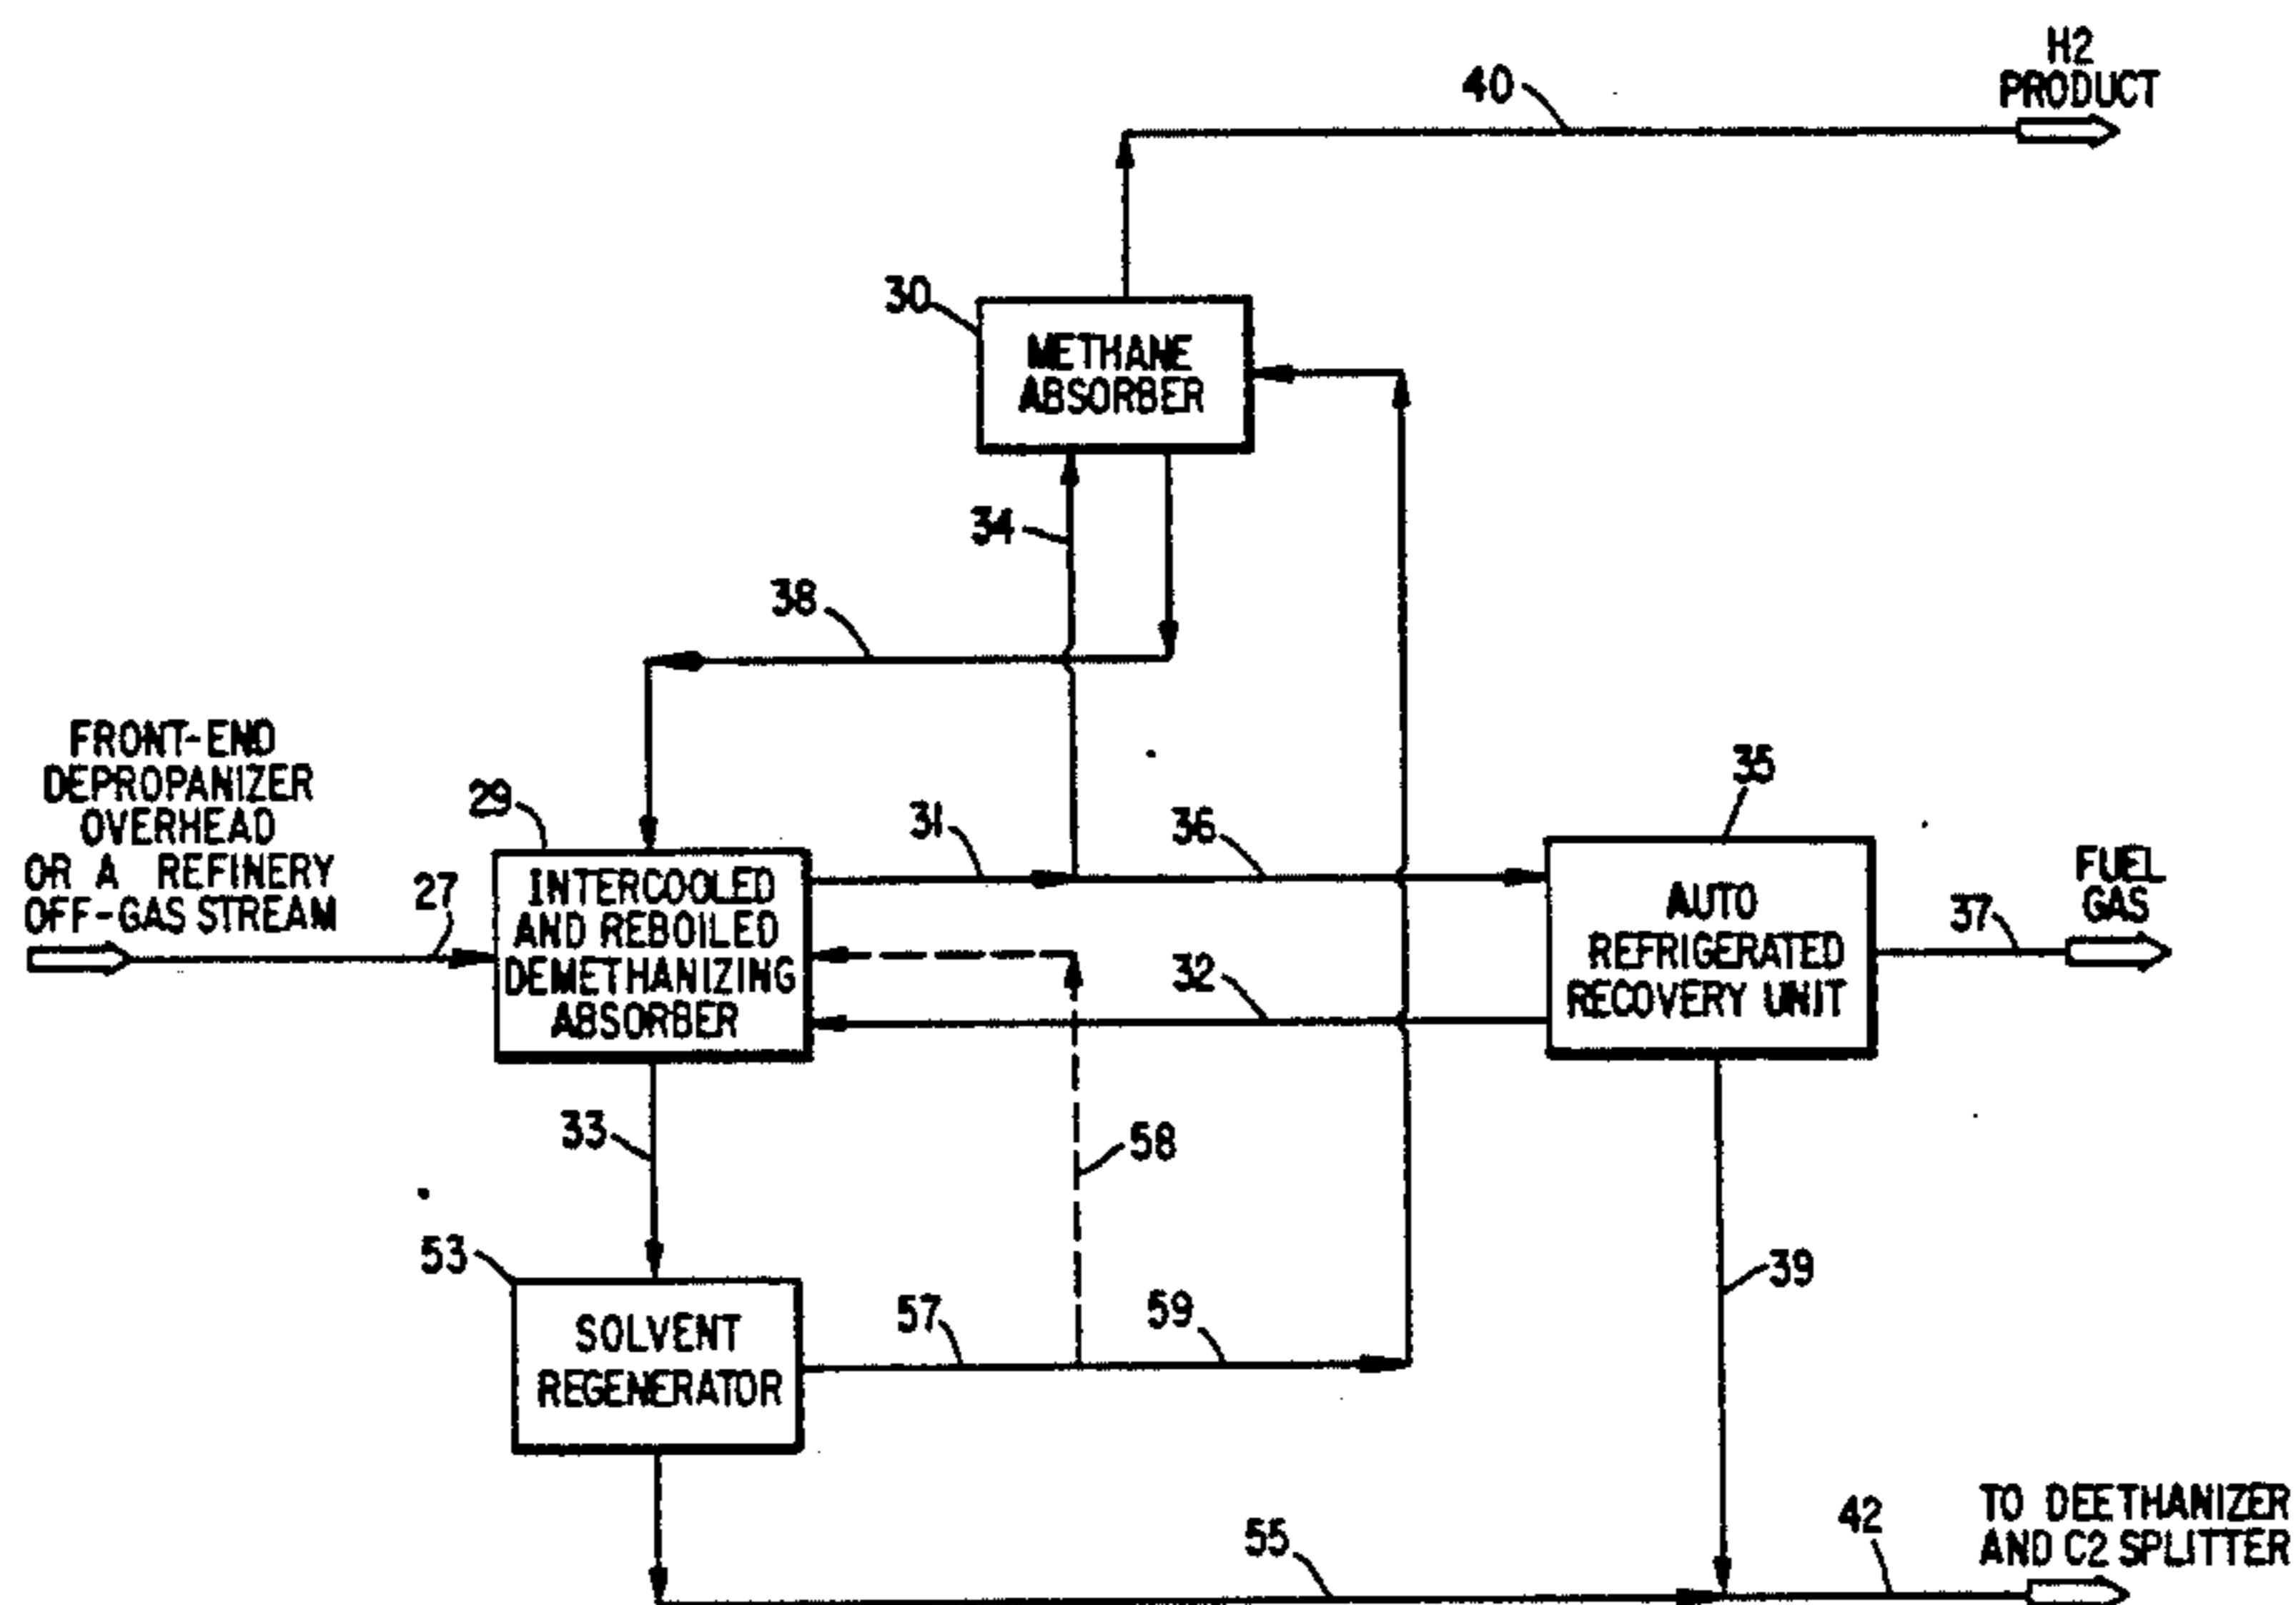 H2
PRODUCT
40
30
METHANE
ABSORBER
34
38
FRONT-END
DEPROPANIZER
OVERHEAD
OR A REFINERY
OFF-GAS STREAM
27
29
INTERCOOLED
AND REBOILED
DEMETHANIZING
ABSORBER
31
36
32
35
AUTO
REFRIGERATED
RECOVERY UNIT
37
FUEL
GAS
33
58
53
SOLVENT
REGENERATOR
57
59
39
55
42
TO DEETHANIZER
AND C2 SPLITTER